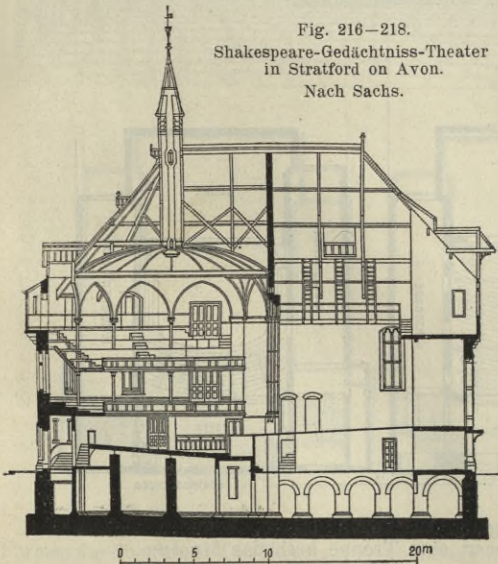 Fig. 216—218.
Shakespeare-Gedächtniss-Theater
in Stratford on Avon.
Nach Sachs.
0 5 10 20m